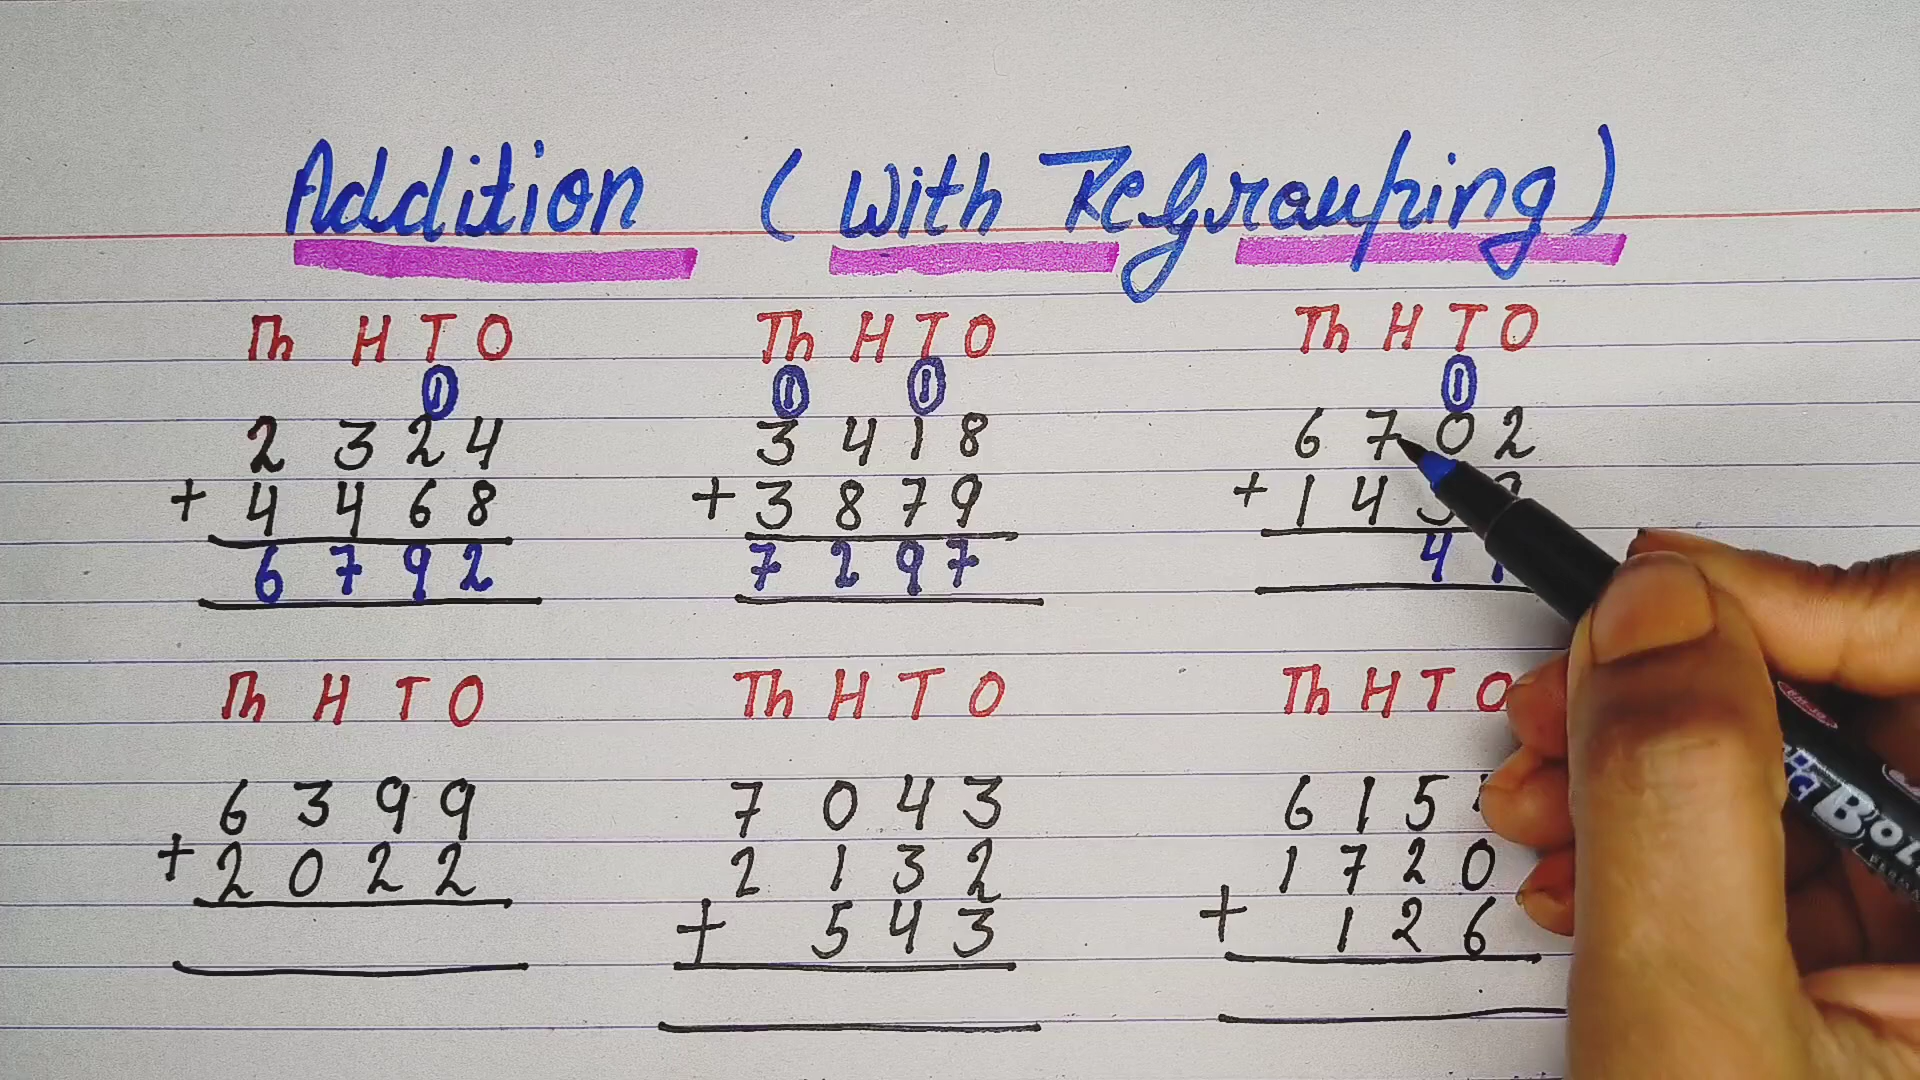 Addition (With Regrouping)
Th H T O Th H T O Th H T O
1 1 1 1
2 3 2 4 3 4 1 8 6 7 0 2
+ 4 4 6 8 + 3 8 7 9 + 1 4
6 7 9 2 7 2 9 7 4
Th H T O Th H T O Th H T O
6 3 9 9 7 0 4 3 6 1 5
+ 2 0 2 2 2 1 3 2 1 7 2 0
+ 5 4 3 + 1 2 6